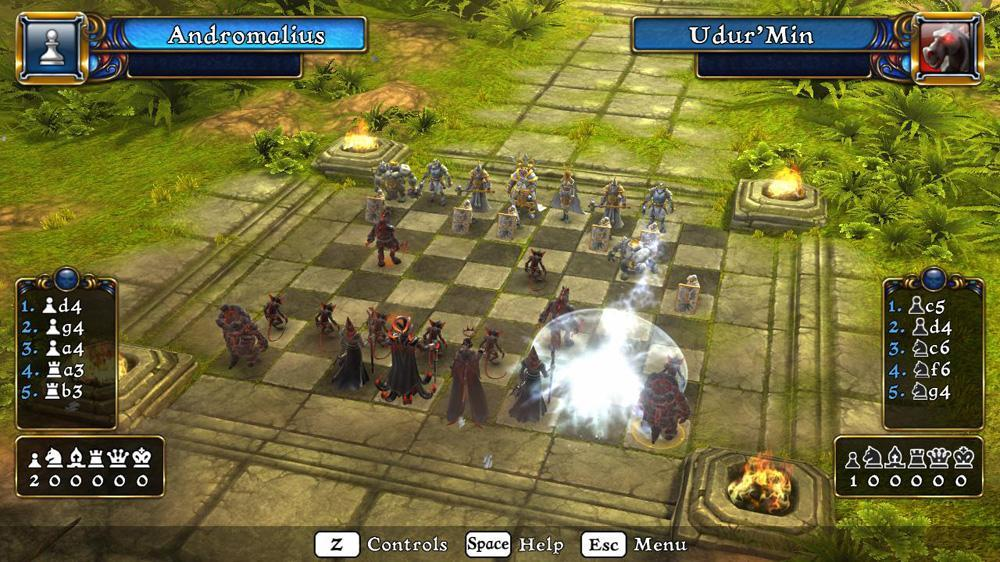 Andromalius
Udur'Min
1. d4
2. g4
3. a4
4. a3
5. b3
1. c5
2. d4
3. c6
4. f6
5. g4
2 0 0 0 0 0
1 0 0 0 0 0
Z Controls Space Help Esc Menu